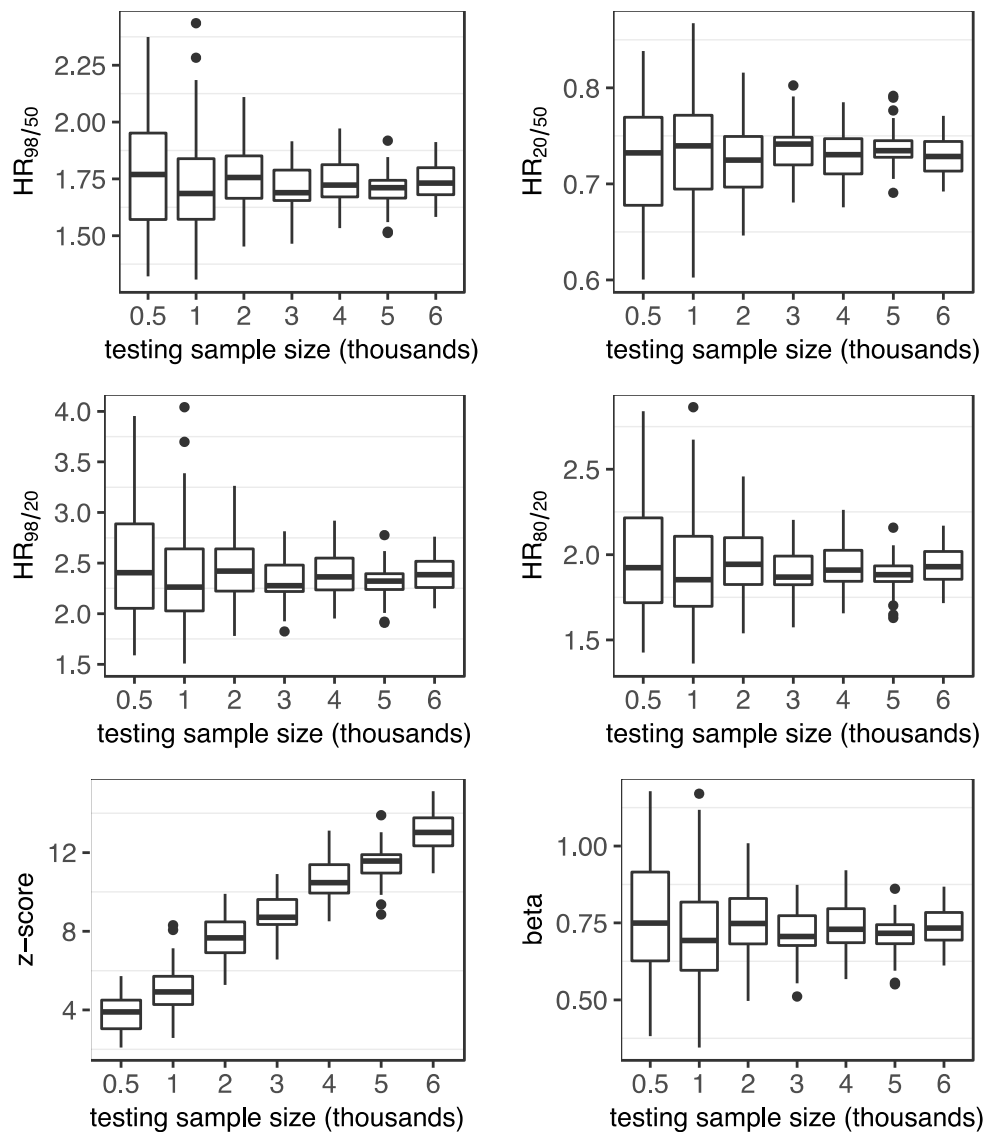 HR98/50
2.25
2.00
1.75
1.50
0.5 1 2 3 4 5 6
testing sample size (thousands)
HR20/50
0.8
0.7
0.6
0.5 1 2 3 4 5 6
testing sample size (thousands)
HR98/20
4.0
3.5
3.0
2.5
2.0
1.5
0.5 1 2 3 4 5 6
testing sample size (thousands)
HR80/20
2.5
2.0
1.5
0.5 1 2 3 4 5 6
testing sample size (thousands)
z−score
12
8
4
0.5 1 2 3 4 5 6
testing sample size (thousands)
beta
1.00
0.75
0.50
0.5 1 2 3 4 5 6
testing sample size (thousands)